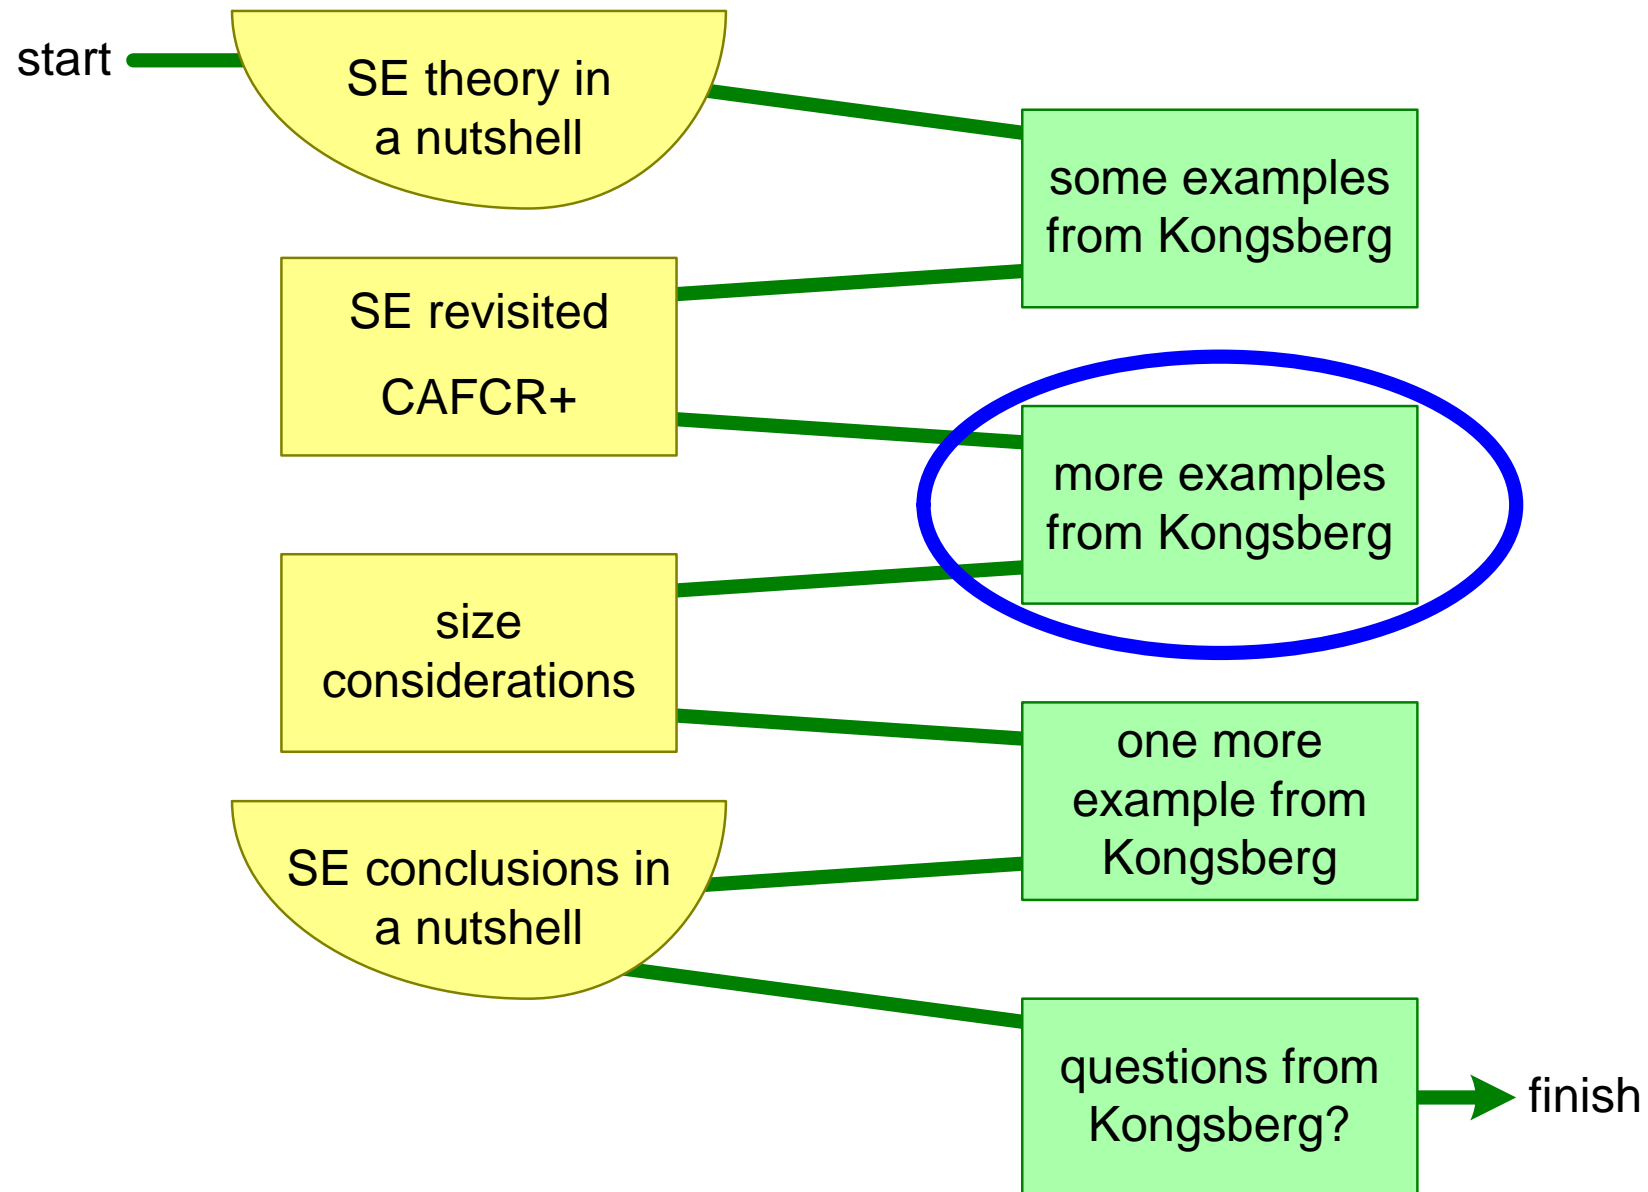 start
SE theory in
a nutshell
some examples
from Kongsberg
SE revisited
CAFCR+
more examples
from Kongsberg
size
considerations
one more
example from
Kongsberg
SE conclusions in
a nutshell
questions from
Kongsberg?
finish